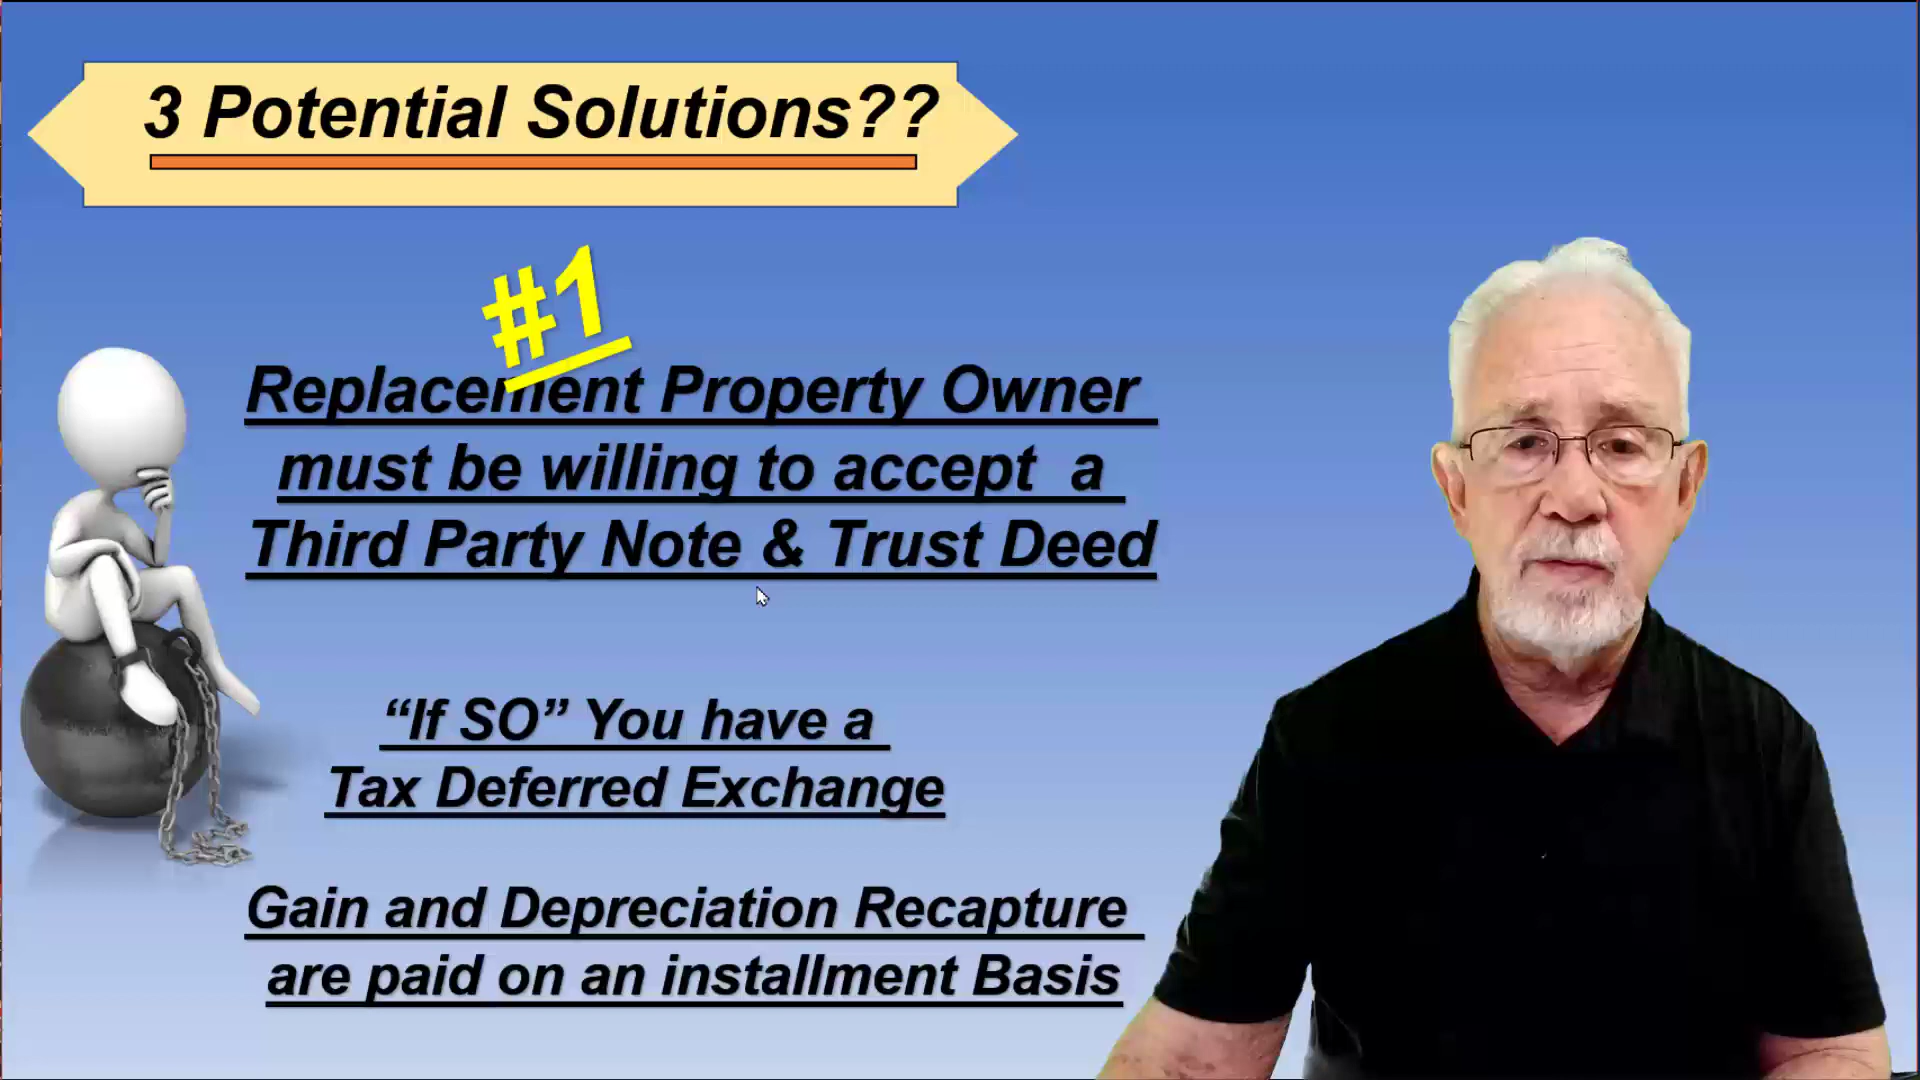 3 Potential Solutions??
#1
Replacement Property Owner
must be willing to accept a
Third Party Note & Trust Deed
“If SO” You have a
Tax Deferred Exchange
Gain and Depreciation Recapture
are paid on an installment Basis